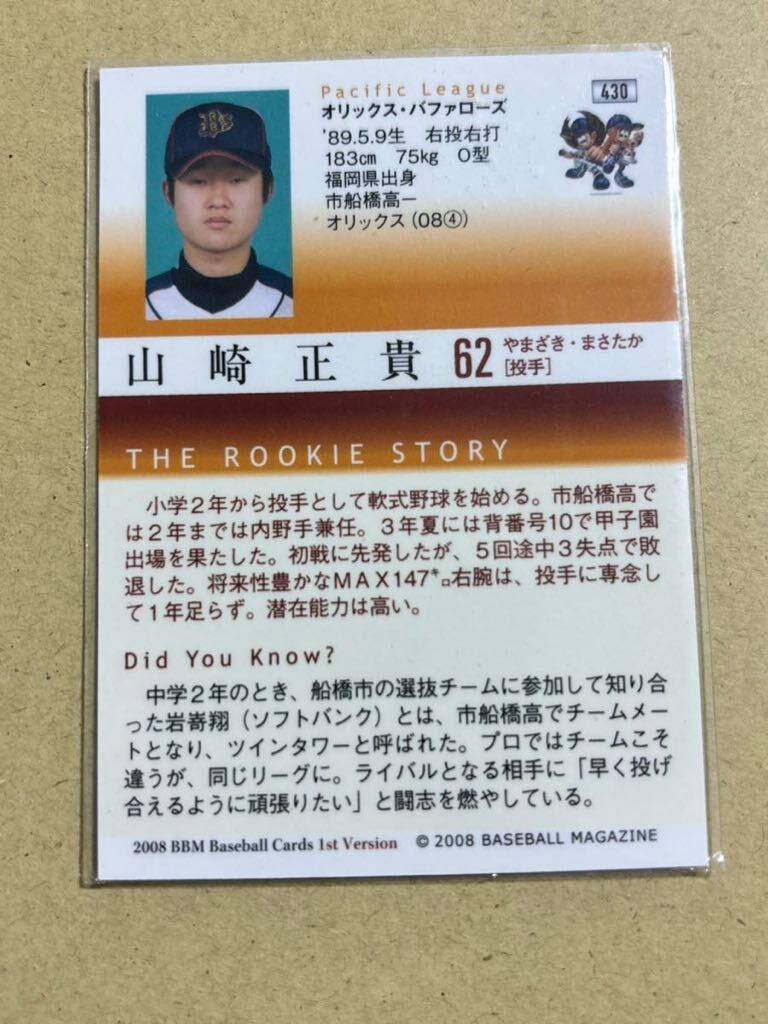 Pacific League
430
オリックス・バファローズ
'89.5.9生 右投右打
183cm 75kg O型
福岡県出身
市船橋高－
オリックス(08④)
山崎正貴 62 やまざき・まさたか
[投手]
THE ROOKIE STORY
小学2年から投手として軟式野球を始める。市船橋高で
は2年までは内野手兼任。3年夏には背番号10で甲子園
出場を果たした。初戦に先発したが、5回途中3失点で敗
退した。将来性豊かなMAX147㌔右腕は、投手に専念し
て1年足らず。潜在能力は高い。
Did You Know?
中学2年のとき、船橋市の選抜チームに参加して知り合
った岩嵜翔（ソフトバンク）とは、市船橋高でチームメー
トとなり、ツインタワーと呼ばれた。プロではチームこそ
違うが、同じリーグに。ライバルとなる相手に「早く投げ
合えるように頑張りたい」と闘志を燃やしている。
2008 BBM Baseball Cards 1st Version © 2008 BASEBALL MAGAZINE